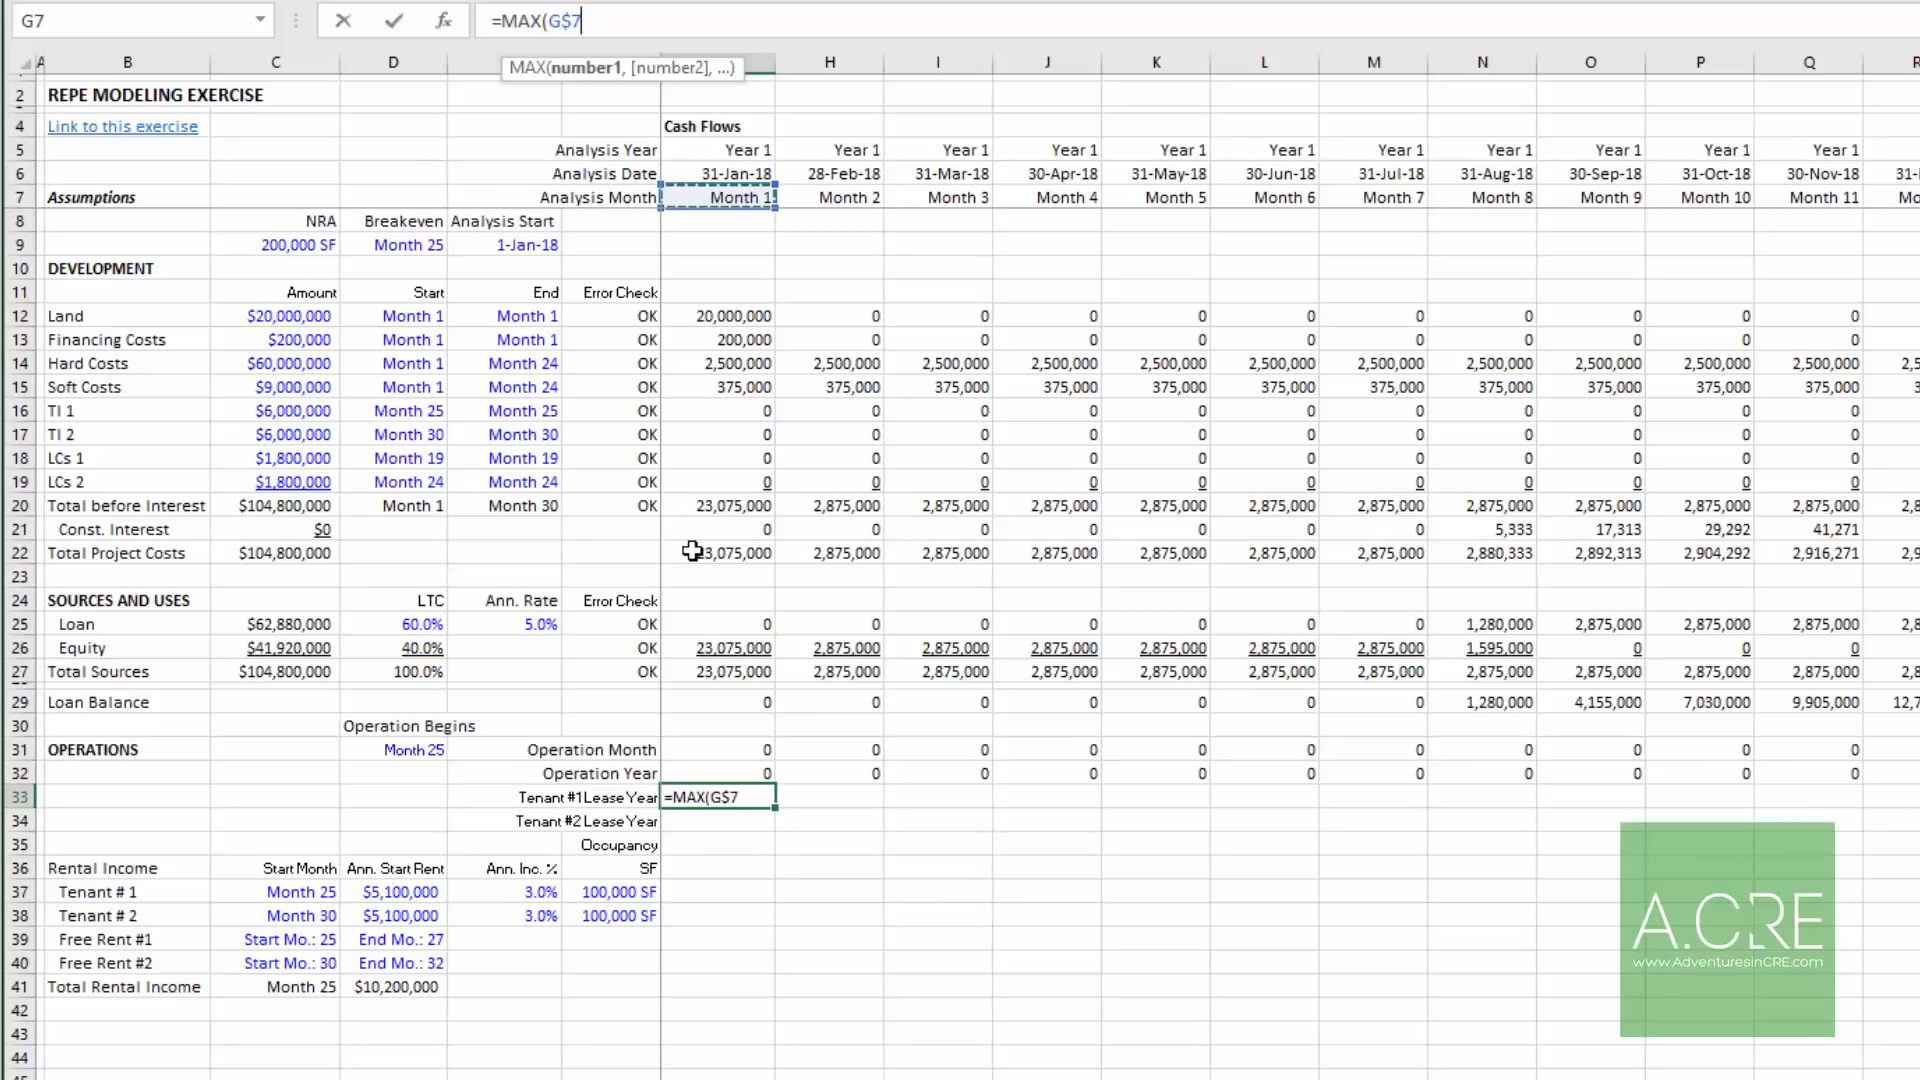 G7 fx =MAX(G$7
MAX(number1, [number2], ...)
A B C D H I J K L M N O P Q R
2 REPE MODELING EXERCISE
4 Link to this exercise Cash Flows
5 Analysis Year Year 1 Year 1 Year 1 Year 1 Year 1 Year 1 Year 1 Year 1 Year 1 Year 1 Year 1
6 Analysis Date 31-Jan-18 28-Feb-18 31-Mar-18 30-Apr-18 31-May-18 30-Jun-18 31-Jul-18 31-Aug-18 30-Sep-18 31-Oct-18 30-Nov-18 31-
7 Assumptions Analysis Month Month 1 Month 2 Month 3 Month 4 Month 5 Month 6 Month 7 Month 8 Month 9 Month 10 Month 11 Mo
8 NRA Breakeven Analysis Start
9 200,000 SF Month 25 1-Jan-18
10 DEVELOPMENT
11 Amount Start End Error Check
12 Land $20,000,000 Month 1 Month 1 OK 20,000,000 0 0 0 0 0 0 0 0 0 0
13 Financing Costs $200,000 Month 1 Month 1 OK 200,000 0 0 0 0 0 0 0 0 0 0
14 Hard Costs $60,000,000 Month 1 Month 24 OK 2,500,000 2,500,000 2,500,000 2,500,000 2,500,000 2,500,000 2,500,000 2,500,000 2,500,000 2,500,000 2,500,000 2,5
15 Soft Costs $9,000,000 Month 1 Month 24 OK 375,000 375,000 375,000 375,000 375,000 375,000 375,000 375,000 375,000 375,000 375,000 3
16 TI 1 $6,000,000 Month 25 Month 25 OK 0 0 0 0 0 0 0 0 0 0 0
17 TI 2 $6,000,000 Month 30 Month 30 OK 0 0 0 0 0 0 0 0 0 0 0
18 LCs 1 $1,800,000 Month 19 Month 19 OK 0 0 0 0 0 0 0 0 0 0 0
19 LCs 2 $1,800,000 Month 24 Month 24 OK 0 0 0 0 0 0 0 0 0 0 0
20 Total before Interest $104,800,000 Month 1 Month 30 OK 23,075,000 2,875,000 2,875,000 2,875,000 2,875,000 2,875,000 2,875,000 2,875,000 2,875,000 2,875,000 2,875,000 2,8
21 Const. Interest $0 0 0 0 0 0 0 0 5,333 17,313 29,292 41,271
22 Total Project Costs $104,800,000 3,075,000 2,875,000 2,875,000 2,875,000 2,875,000 2,875,000 2,875,000 2,880,333 2,892,313 2,904,292 2,916,271 2,9
23
24 SOURCES AND USES LTC Ann. Rate Error Check
25 Loan $62,880,000 60.0% 5.0% OK 0 0 0 0 0 0 0 1,280,000 2,875,000 2,875,000 2,875,000 2,8
26 Equity $41,920,000 40.0% OK 23,075,000 2,875,000 2,875,000 2,875,000 2,875,000 2,875,000 2,875,000 1,595,000 0 0 0
27 Total Sources $104,800,000 100.0% OK 23,075,000 2,875,000 2,875,000 2,875,000 2,875,000 2,875,000 2,875,000 2,875,000 2,875,000 2,875,000 2,875,000 2,8
29 Loan Balance 0 0 0 0 0 0 0 1,280,000 4,155,000 7,030,000 9,905,000 12,7
30 Operation Begins
31 OPERATIONS Month 25 Operation Month 0 0 0 0 0 0 0 0 0 0 0
32 Operation Year 0 0 0 0 0 0 0 0 0 0 0
33 Tenant #1 Lease Year =MAX(G$7
34 Tenant #2 Lease Year
35 Occupancy
36 Rental Income Start Month Ann. Start Rent Ann. Inc. % SF
37 Tenant # 1 Month 25 $5,100,000 3.0% 100,000 SF
38 Tenant # 2 Month 30 $5,100,000 3.0% 100,000 SF
39 Free Rent #1 Start Mo.: 25 End Mo.: 27
40 Free Rent #2 Start Mo.: 30 End Mo.: 32
41 Total Rental Income Month 25 $10,200,000
42
43
44
A.CRE
www.AdventuresinCRE.com